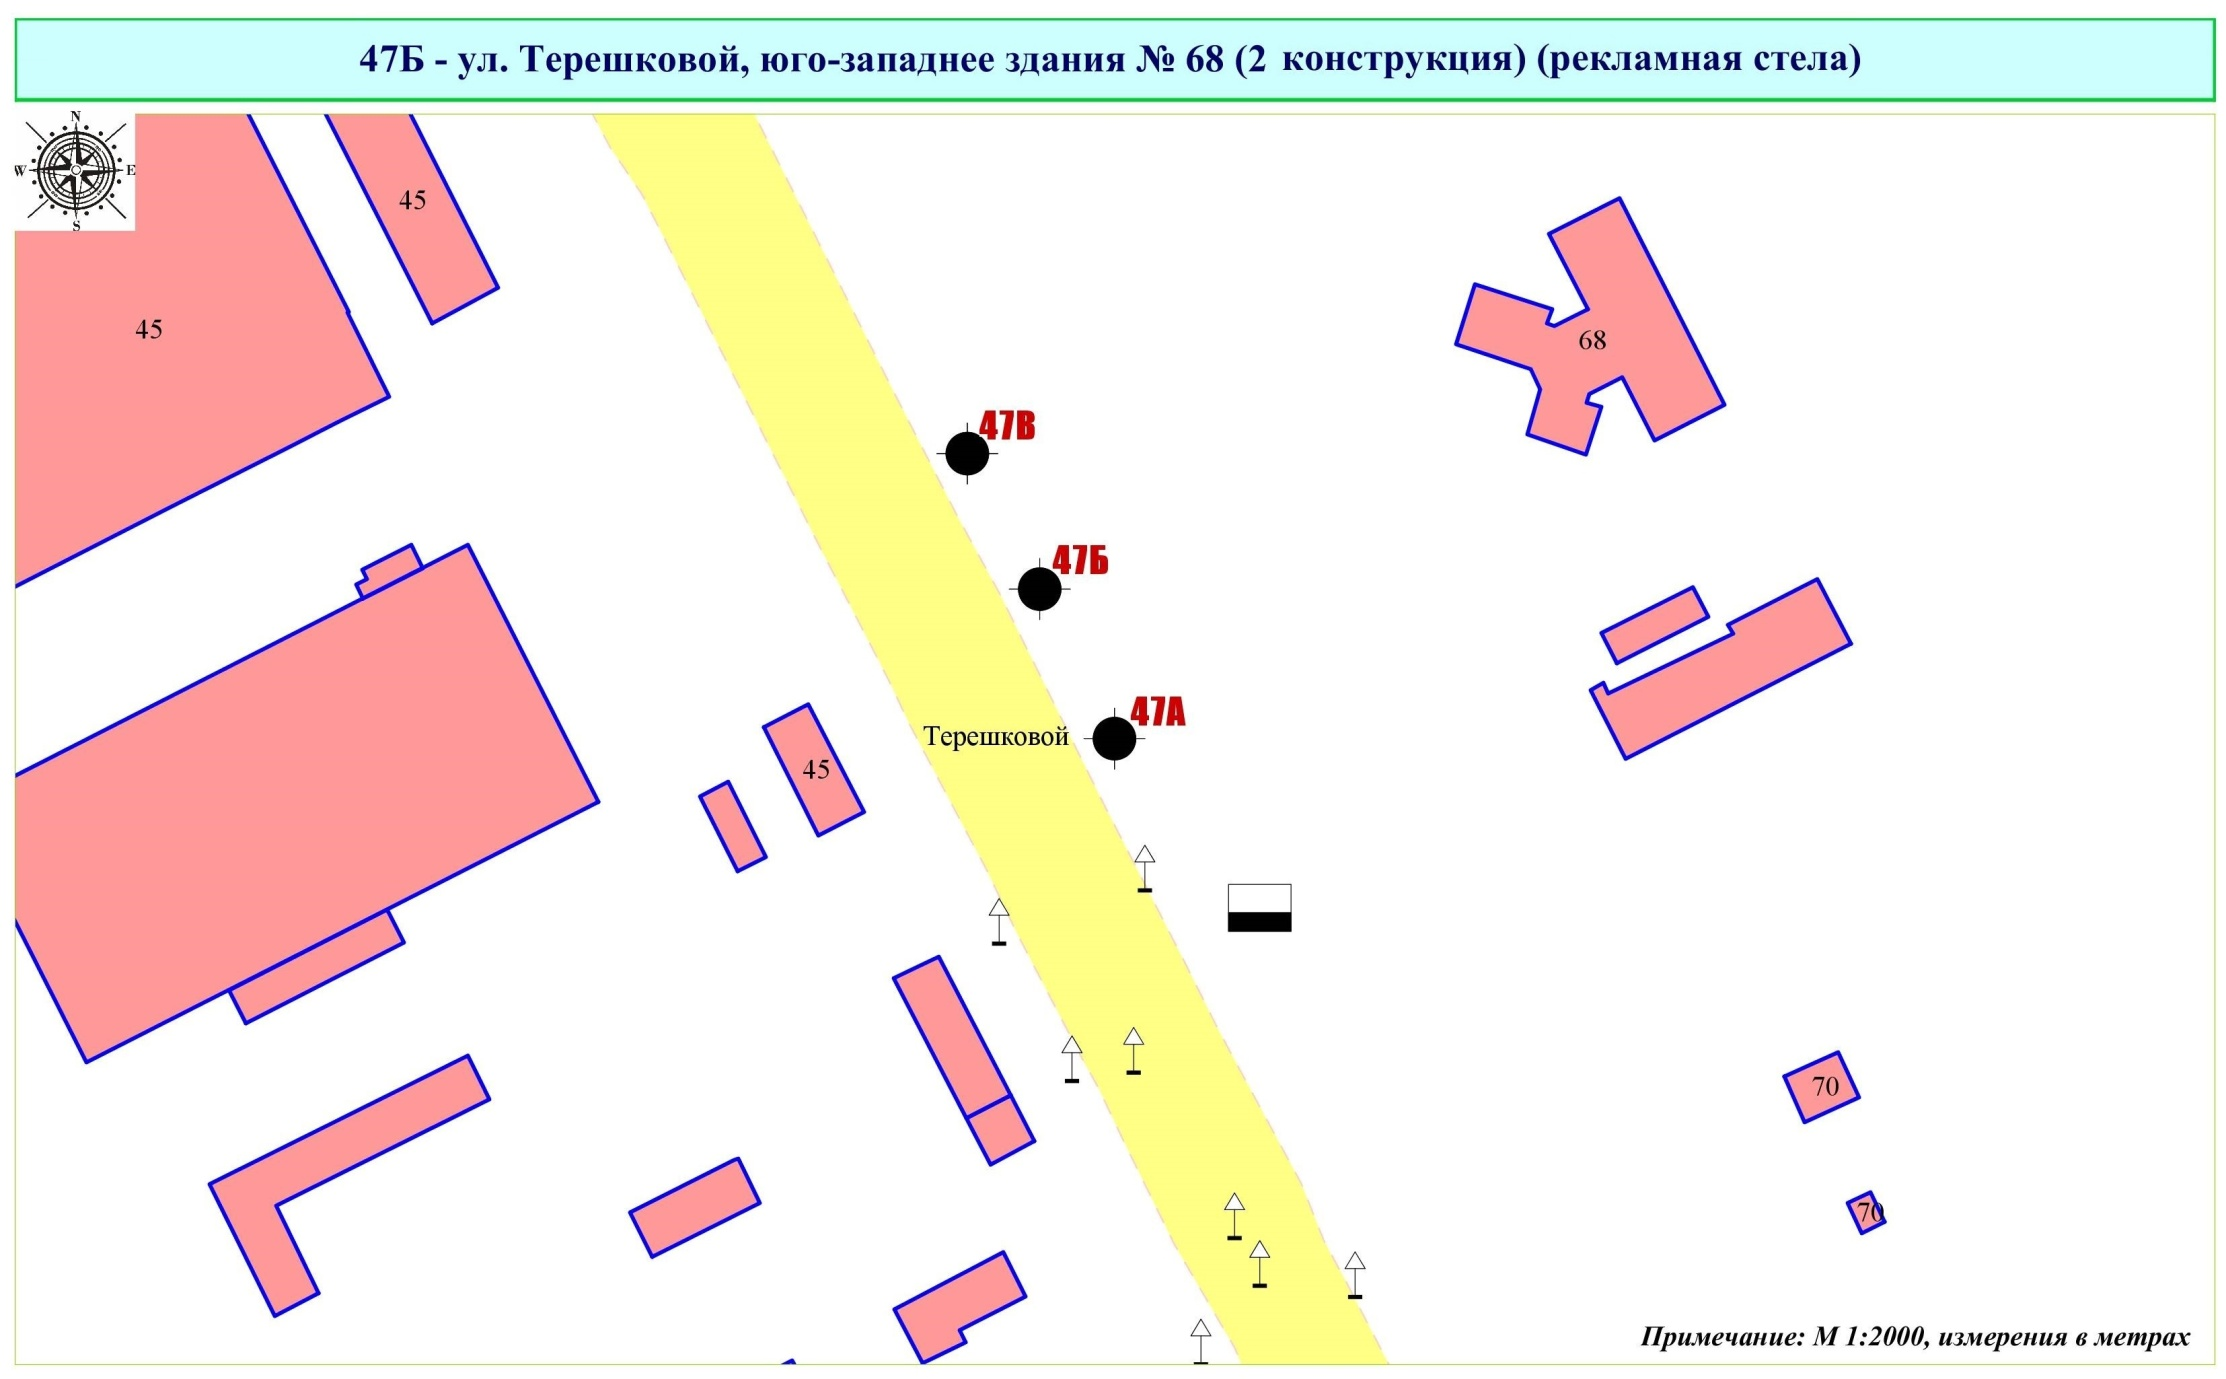 47Б - ул. Терешковой, юго-западнее здания № 68 (2 конструкция) (рекламная стела)
N
W E
S
45
45
68
47В
47Б
47А
Терешковой
45
70
70
Примечание: М 1:2000, измерения в метрах